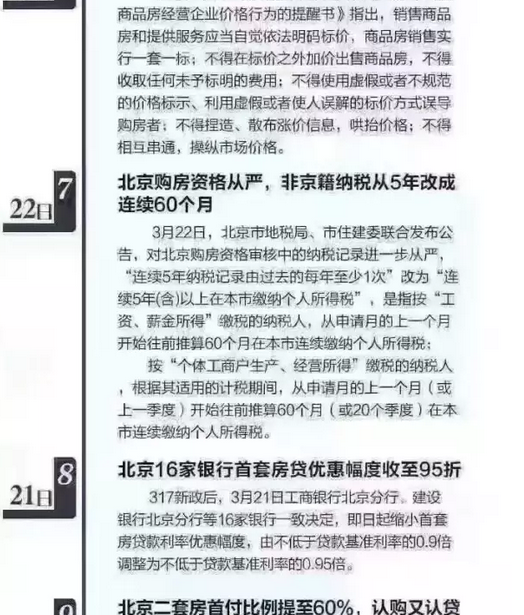 商品房经营企业价格行为的提醒书》指出，销售商品
房和提供服务应当自觉依法明码标价，商品房销售实
行一套一标；不得在标价之外加价出售商品房，不得
收取任何未予标明的费用；不得使用虚假或者不规范
的价格标示、利用虚假或者使人误解的标价方式误导
购房者；不得捏造、散布涨价信息，哄抬价格；不得
相互串通，操纵市场价格。
7
22日
北京购房资格从严，非京籍纳税从5年改成
连续60个月
3月22日，北京市地税局、市住建委联合发布公
告，对北京购房资格审核中的纳税记录进一步从严，
“连续5年纳税记录由过去的每年至少1次”改为“连
续5年(含)以上在本市缴纳个人所得税”，是指按“工
资、薪金所得”缴税的纳税人，从申请月的上一个月
开始往前推算60个月在本市连续缴纳个人所得税；
按“个体工商户生产、经营所得”缴税的纳税人
，根据其适用的计税期间，从申请月的上一个月（或
上一季度）开始往前推算60个月（或20个季度）在本
市连续缴纳个人所得税。
8
21日
北京16家银行首套房贷优惠幅度收至95折
317新政后，3月21日工商银行北京分行。建设
银行北京分行等16家银行一致决定，即日起缩小首套
房贷款利率优惠幅度，由不低于贷款基准利率的0.9倍
调整为不低于贷款基准利率的0.95倍。
北京二套房首付比例提至60%，认购又认贷